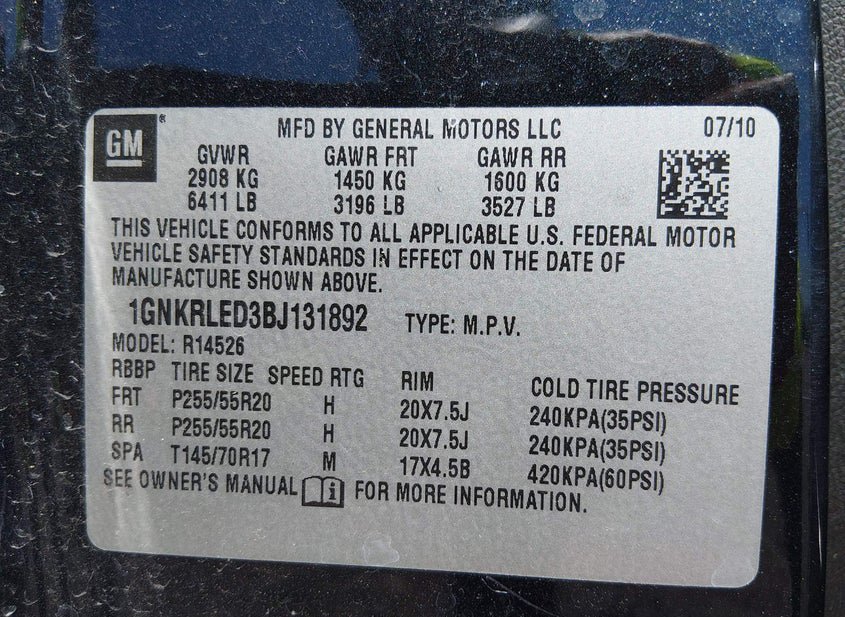 GM ® MFD BY GENERAL MOTORS LLC 07/10
GVWR GAWR FRT GAWR RR
2908 KG 1450 KG 1600 KG
6411 LB 3196 LB 3527 LB
THIS VEHICLE CONFORMS TO ALL APPLICABLE U.S. FEDERAL MOTOR
VEHICLE SAFETY STANDARDS IN EFFECT ON THE DATE OF
MANUFACTURE SHOWN ABOVE.
1GNKRLED3BJ131892 TYPE: M.P.V.
MODEL: R14526
RBBP TIRE SIZE SPEED RTG RIM COLD TIRE PRESSURE
FRT P255/55R20 H 20X7.5J 240KPA(35PSI)
RR P255/55R20 H 20X7.5J 240KPA(35PSI)
SPA T145/70R17 M 17X4.5B 420KPA(60PSI)
SEE OWNER'S MANUAL i FOR MORE INFORMATION.